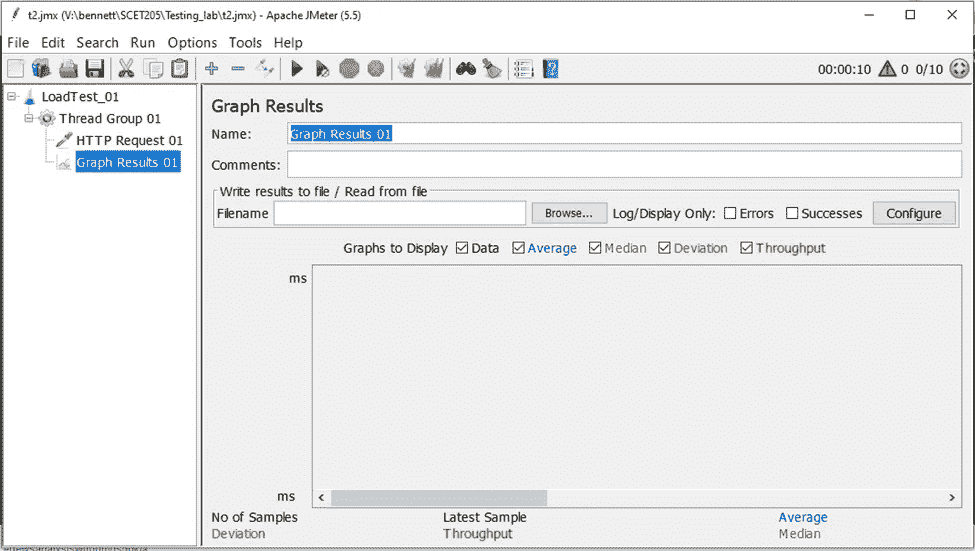 t2.jmx (V:\bennett\SCET205\Testing_lab\t2.jmx) - Apache JMeter (5.5)
File Edit Search Run Options Tools Help
00:00:10 0 0/10
LoadTest_01
Thread Group 01
HTTP Request 01
Graph Results 01
Graph Results
Name: Graph Results 01
Comments:
Write results to file / Read from file
Filename Browse... Log/Display Only: Errors Successes Configure
Graphs to Display Data Average Median Deviation Throughput
ms
ms
No of Samples Latest Sample Average
Deviation Throughput Median